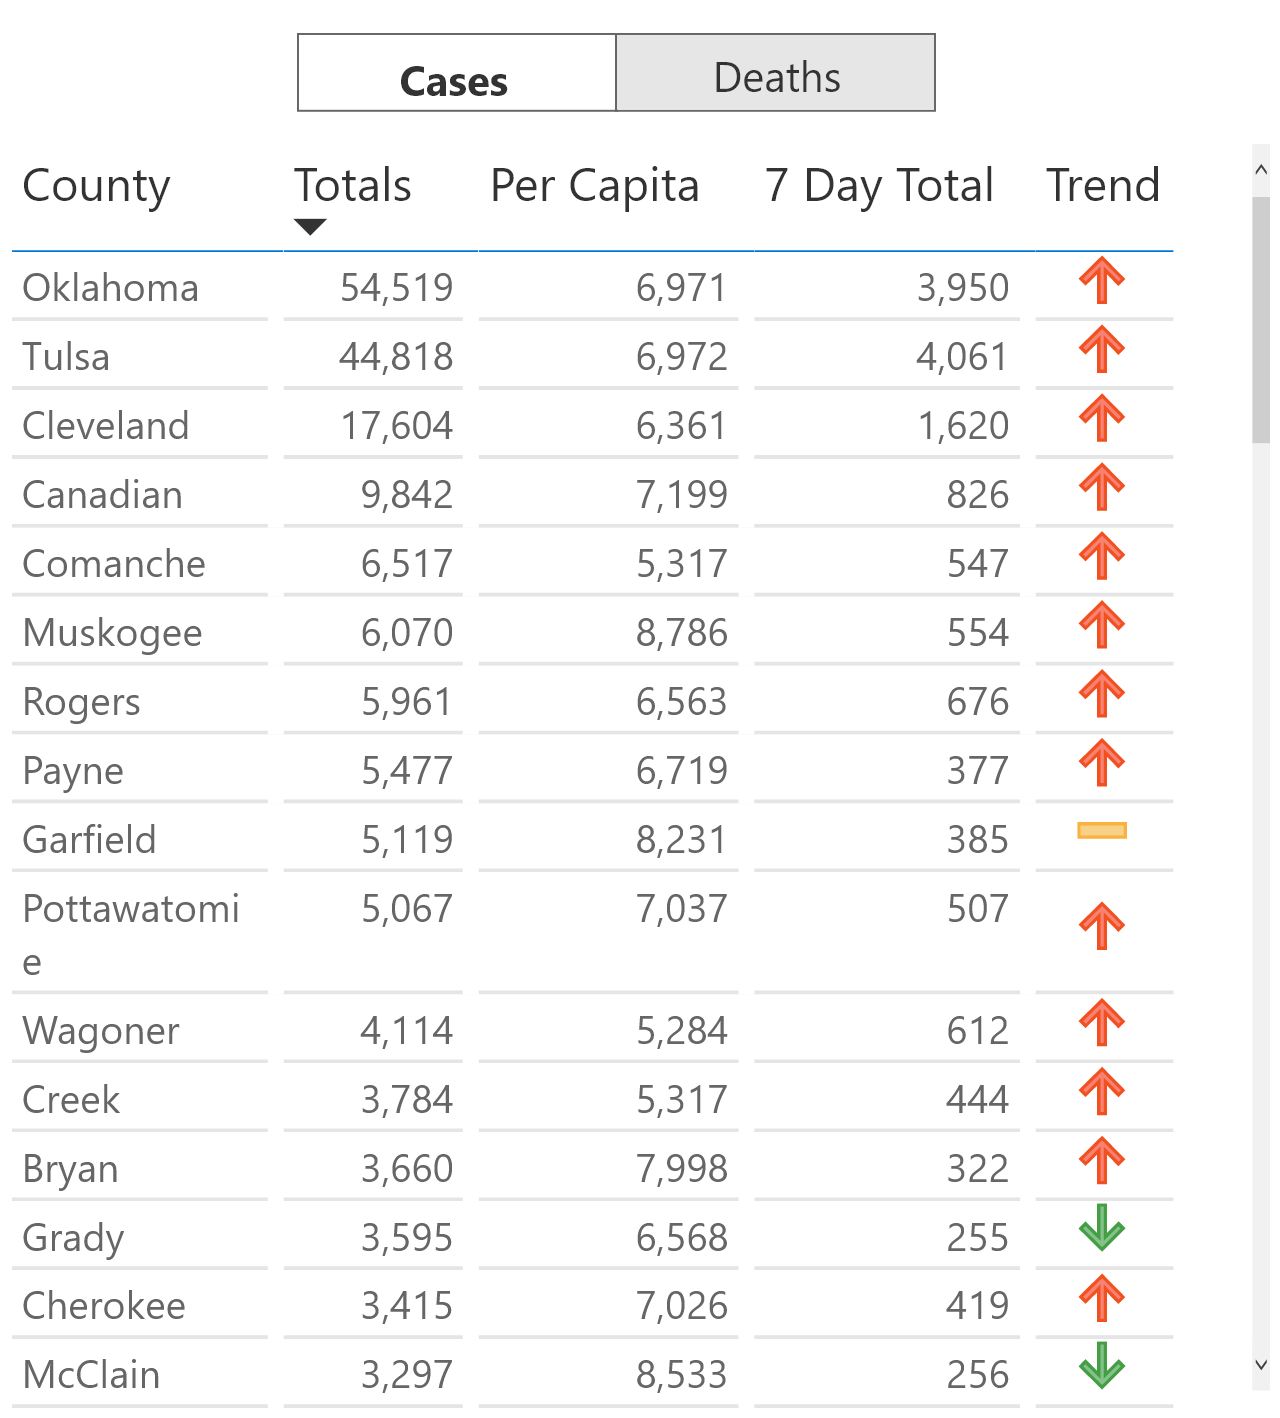 Cases Deaths
County Totals Per Capita 7 Day Total Trend
Oklahoma 54,519 6,971 3,950
Tulsa 44,818 6,972 4,061
Cleveland 17,604 6,361 1,620
Canadian 9,842 7,199 826
Comanche 6,517 5,317 547
Muskogee 6,070 8,786 554
Rogers 5,961 6,563 676
Payne 5,477 6,719 377
Garfield 5,119 8,231 385
Pottawatomi 5,067 7,037 507
e
Wagoner 4,114 5,284 612
Creek 3,784 5,317 444
Bryan 3,660 7,998 322
Grady 3,595 6,568 255
Cherokee 3,415 7,026 419
McClain 3,297 8,533 256